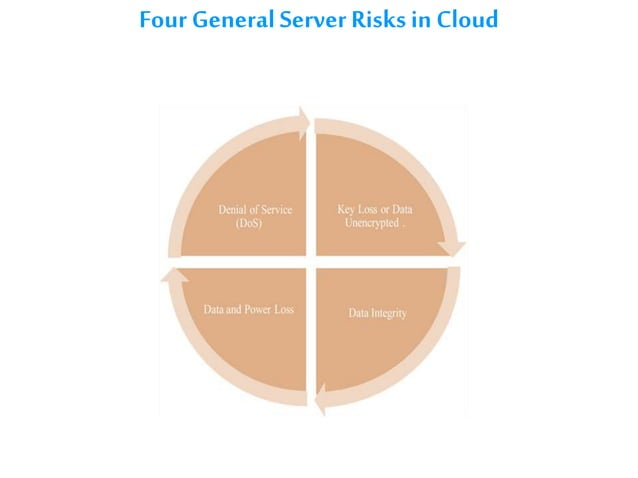 Four General Server Risks in Cloud
Denial of Service
(DoS)
Key Loss or Data
Unencrypted .
Data and Power Loss
Data Integrity